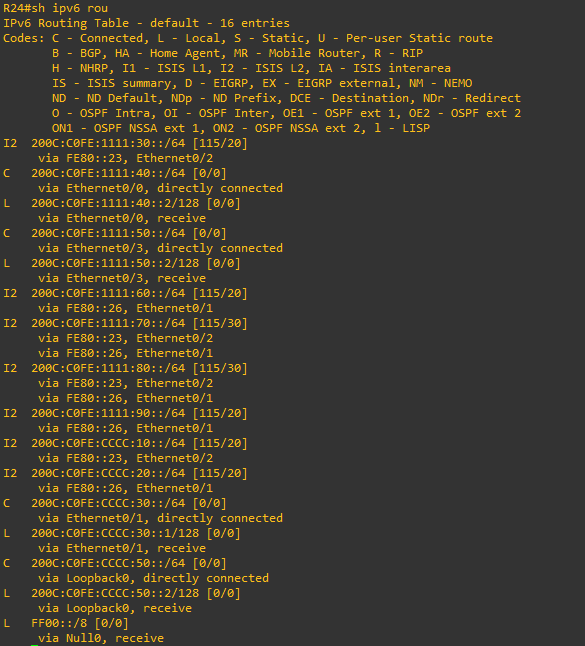 R24#sh ipv6 rou
IPv6 Routing Table - default - 16 entries
Codes: C - Connected, L - Local, S - Static, U - Per-user Static route
       B - BGP, HA - Home Agent, MR - Mobile Router, R - RIP
       H - NHRP, I1 - ISIS L1, I2 - ISIS L2, IA - ISIS interarea
       IS - ISIS summary, D - EIGRP, EX - EIGRP external, NM - NEMO
       ND - ND Default, NDp - ND Prefix, DCE - Destination, NDr - Redirect
       O - OSPF Intra, OI - OSPF Inter, OE1 - OSPF ext 1, OE2 - OSPF ext 2
       ON1 - OSPF NSSA ext 1, ON2 - OSPF NSSA ext 2, l - LISP
I2  200C:C0FE:1111:30::/64 [115/20]
     via FE80::23, Ethernet0/2
C   200C:C0FE:1111:40::/64 [0/0]
     via Ethernet0/0, directly connected
L   200C:C0FE:1111:40::2/128 [0/0]
     via Ethernet0/0, receive
C   200C:C0FE:1111:50::/64 [0/0]
     via Ethernet0/3, directly connected
L   200C:C0FE:1111:50::2/128 [0/0]
     via Ethernet0/3, receive
I2  200C:C0FE:1111:60::/64 [115/20]
     via FE80::26, Ethernet0/1
I2  200C:C0FE:1111:70::/64 [115/30]
     via FE80::23, Ethernet0/2
     via FE80::26, Ethernet0/1
I2  200C:C0FE:1111:80::/64 [115/30]
     via FE80::23, Ethernet0/2
     via FE80::26, Ethernet0/1
I2  200C:C0FE:1111:90::/64 [115/20]
     via FE80::26, Ethernet0/1
I2  200C:C0FE:CCCC:10::/64 [115/20]
     via FE80::23, Ethernet0/2
I2  200C:C0FE:CCCC:20::/64 [115/20]
     via FE80::26, Ethernet0/1
C   200C:C0FE:CCCC:30::/64 [0/0]
     via Ethernet0/1, directly connected
L   200C:C0FE:CCCC:30::1/128 [0/0]
     via Ethernet0/1, receive
C   200C:C0FE:CCCC:50::/64 [0/0]
     via Loopback0, directly connected
L   200C:C0FE:CCCC:50::2/128 [0/0]
     via Loopback0, receive
L   FF00::/8 [0/0]
     via Null0, receive